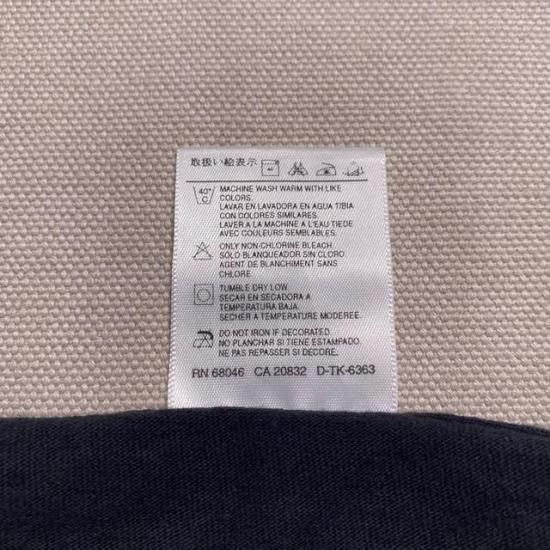 取扱い絵表示
40° C
MACHINE WASH WARM WITH LIKE
COLORS.
LAVAR EN LAVADORA EN AGUA TIBIA
CON COLORES SIMILARES.
LAVER A LA MACHINE A L'EAU TIEDE
AVEC COULEURS SEMBLABLES.
ONLY NON-CHLORINE BLEACH.
SOLO BLANQUEADOR SIN CLORO.
AGENT DE BLANCHIMENT SANS
CHLORE.
TUMBLE DRY LOW.
SECAR EN SECADORA A
TEMPERATURA BAJA.
SECHER A TEMPERATURE MODEREE.
DO NOT IRON IF DECORATED.
NO PLANCHAR SI TIENE ESTAMPADO.
NE PAS REPASSER SI DECORE.
RN 68046 CA 20832 D-TK-6363